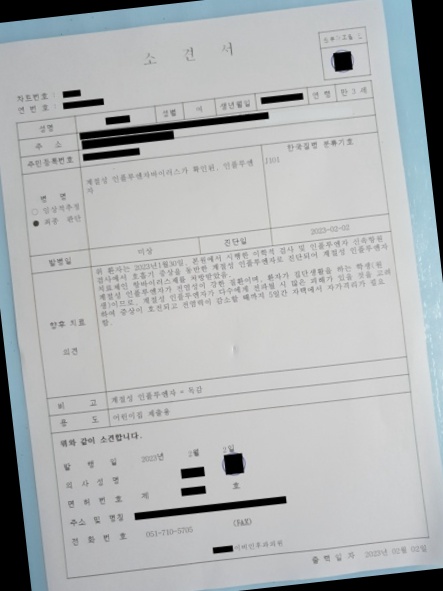 소 견 서
차트번호 :
연 번 호 :
성명 성별 여 생년월일 연 령 만 3 세
주 소
주민등록번호
병 명
○ 임상적추정
● 최종 판단
계절성 인플루엔자바이러스가 확인된, 인플루엔
자
한국질병 분류기호
J101
발병일 미상 진단일 2023-02-02
향후 치료
의견
위 환자는 2023년1월30일, 본원에서 시행한 이학적 검사 및 인플루엔자 신속항원
검사에서 호흡기 증상을 동반한 계절성 인플루엔자로 진단되어 계절성 인플루엔자
치료제인 항바이러스제를 처방받았음.
계절성 인플루엔자가 전염성이 강한 질환이며, 환자가 집단생활을 하는 학생(원
생)이므로, 계절성 인플루엔자가 다수에게 전파될 시 많은 피해가 있을 것을 고려
하여 증상이 호전되고 전염력이 감소할 때까지 5일간 자택에서 자가격리가 필요
함.
비 고 계절성 인플루엔자 = 독감
용 도 어린이집 제출용
위와 같이 소견합니다.
발 행 일 2023년 2월 2일
의 사 성 명
면 허 번 호 제 호
주소 및 명칭
전 화 번 호 051-710-5705 (FAX)
이비인후과의원
출력일자 2023년 02월 02일